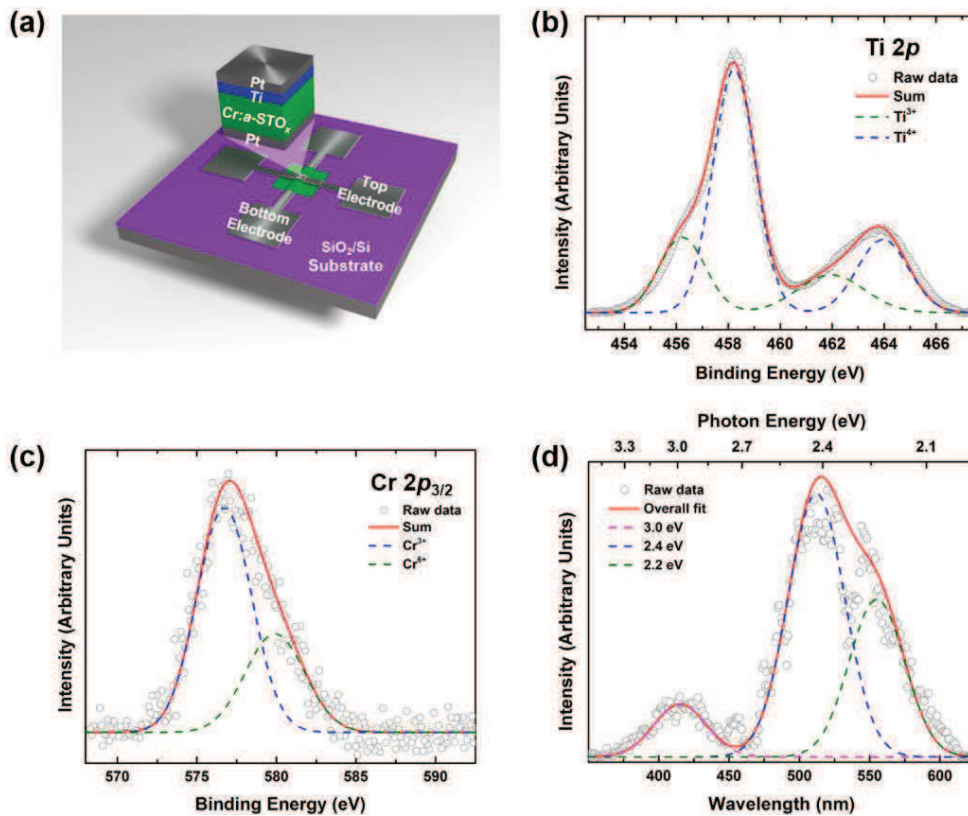 (a)
Pt
Ti
Cr:a-STOₓ
Pt
Top
Electrode
Bottom
Electrode
SiO₂/Si
Substrate
(b)
Ti 2p
Raw data
Sum
Ti³⁺
Ti⁴⁺
Intensity (Arbitrary Units)
454 456 458 460 462 464 466
Binding Energy (eV)
(c)
Cr 2p₃/₂
Raw data
Sum
Cr³⁺
Cr⁶⁺
Intensity (Arbitrary Units)
570 575 580 585 590
Binding Energy (eV)
Photon Energy (eV)
3.3 3.0 2.7 2.4 2.1
(d)
Raw data
Overall fit
3.0 eV
2.4 eV
2.2 eV
Intensity (Arbitrary Units)
400 450 500 550 600
Wavelength (nm)